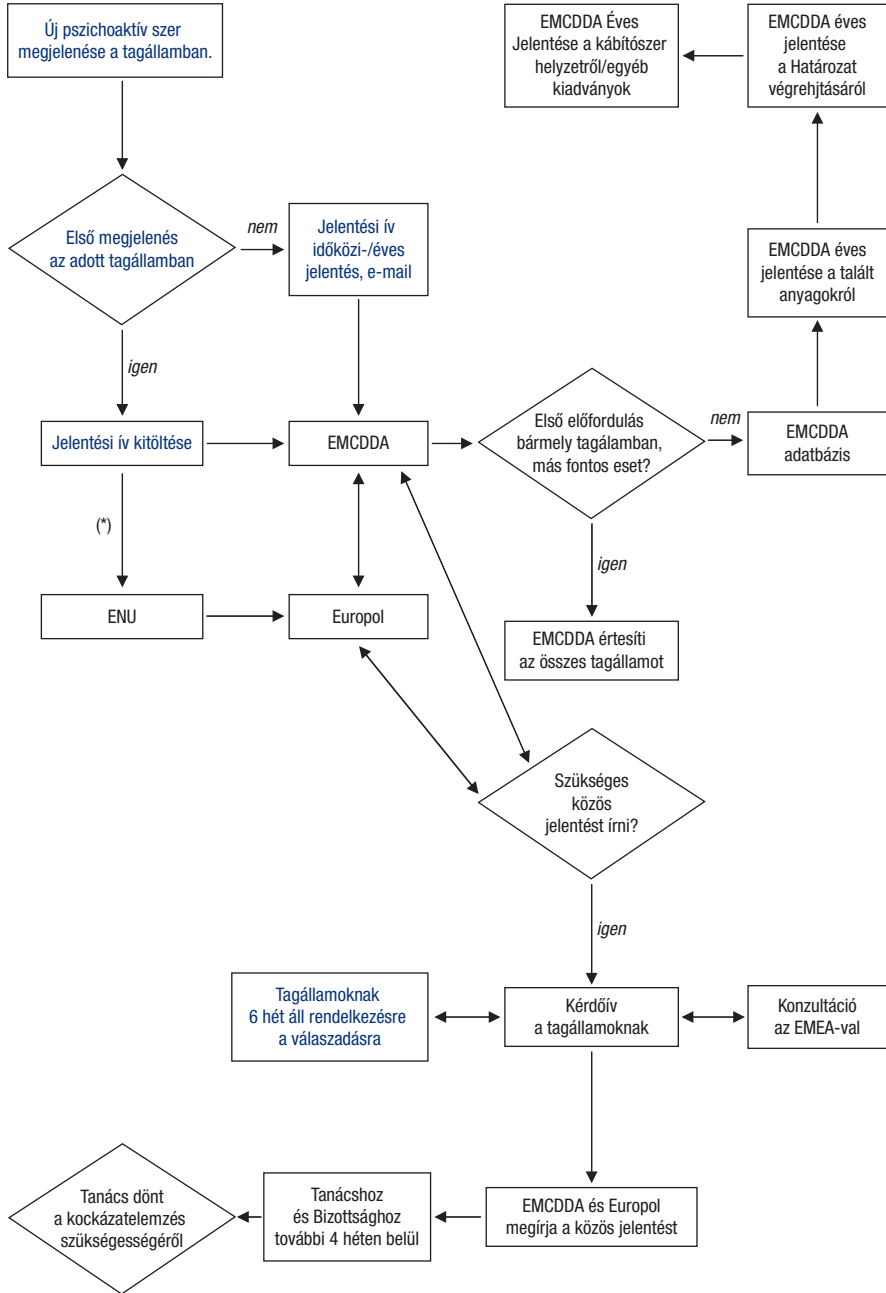 Új pszichoaktív szer
megjelenése a tagállamban.
EMCDDA Éves
Jelentése a kábítószer
helyzetről/egyéb
kiadványok
EMCDDA éves
jelentése
a Határozat
végrehjtásáról
Első megjelenés
az adott tagálamban
nem
Jelentési ív
időközi-/éves
jelentés, e-mail
EMCDDA éves
jelentése a talált
anyagokról
igen
Jelentési ív kitöltése
EMCDDA
Első előfordulás
bármely tagálamban,
más fontos eset?
nem
EMCDDA
adatbázis
(*)
igen
ENU
Europol
EMCDDA értesíti
az összes tagállamot
Szükséges
közös
jelentést írni?
igen
Tagállamoknak
6 hét áll rendelkezésre
a válaszadásra
Kérdőív
a tagállamoknak
Konzultáció
az EMEA-val
Tanács dönt
a kockázatelemzés
szükségességéről
Tanácshoz
és Bizottsághoz
további 4 héten belül
EMCDDA és Europol
megírja a közös jelentést